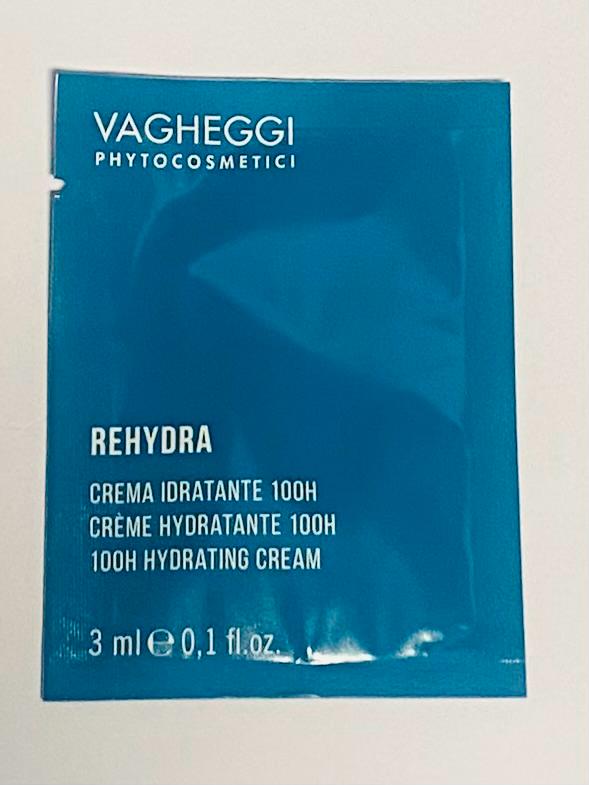 VAGHEGGI
PHYTOCOSMETICI
REHYDRA
CREMA IDRATANTE 100H
CRÈME HYDRATANTE 100H
100H HYDRATING CREAM
3 ml ℮ 0,1 fl.oz.